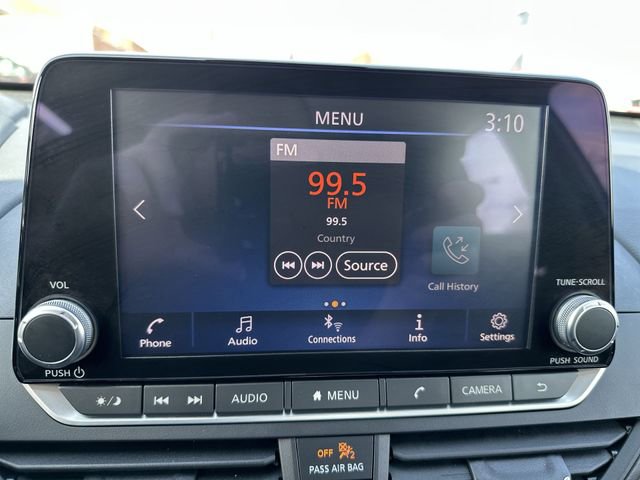 MENU
3:10
FM
99.5
FM
99.5
Country
Source
Call History
Phone
Audio
Connections
Info
Settings
VOL
PUSH
TUNE-SCROLL
PUSH SOUND
AUDIO
MENU
CAMERA
OFF 2
PASS AIR BAG